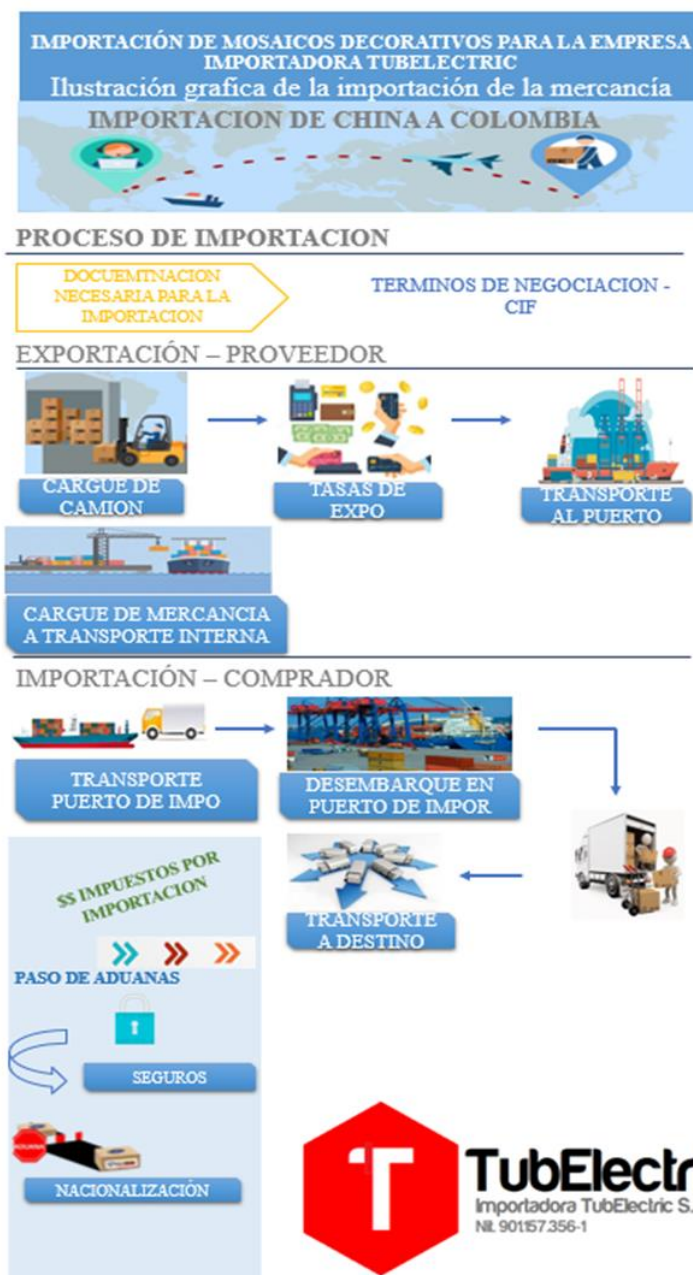 IMPORTACIÓN DE MOSAICOS DECORATIVOS PARA LA EMPRESA
IMPORTADORA TUBELECTRIC
Ilustración grafica de la importación de la mercancía
IMPORTACION DE CHINA A COLOMBIA
PROCESO DE IMPORTACION
DOCUEMTNACION
NECESARIA PARA LA
IMPORTACION
TERMINOS DE NEGOCIACION -
CIF
EXPORTACIÓN – PROVEEDOR
CARGUE DE
CAMION
TASAS DE
EXPO
TRANSPORTE
AL PUERTO
CARGUE DE MERCANCIA
A TRANSPORTE INTERNA
IMPORTACIÓN – COMPRADOR
TRANSPORTE
PUERTO DE IMPO
DESEMBARQUE EN
PUERTO DE IMPOR
$$ IMPUESTOS POR
IMPORTACION
TRANSPORTE
A DESTINO
PASO DE ADUANAS
SEGUROS
ADUANA
NACIONALIZACIÓN
TubElectr
Importadora TubElectric S.
Nit. 901.157.356-1